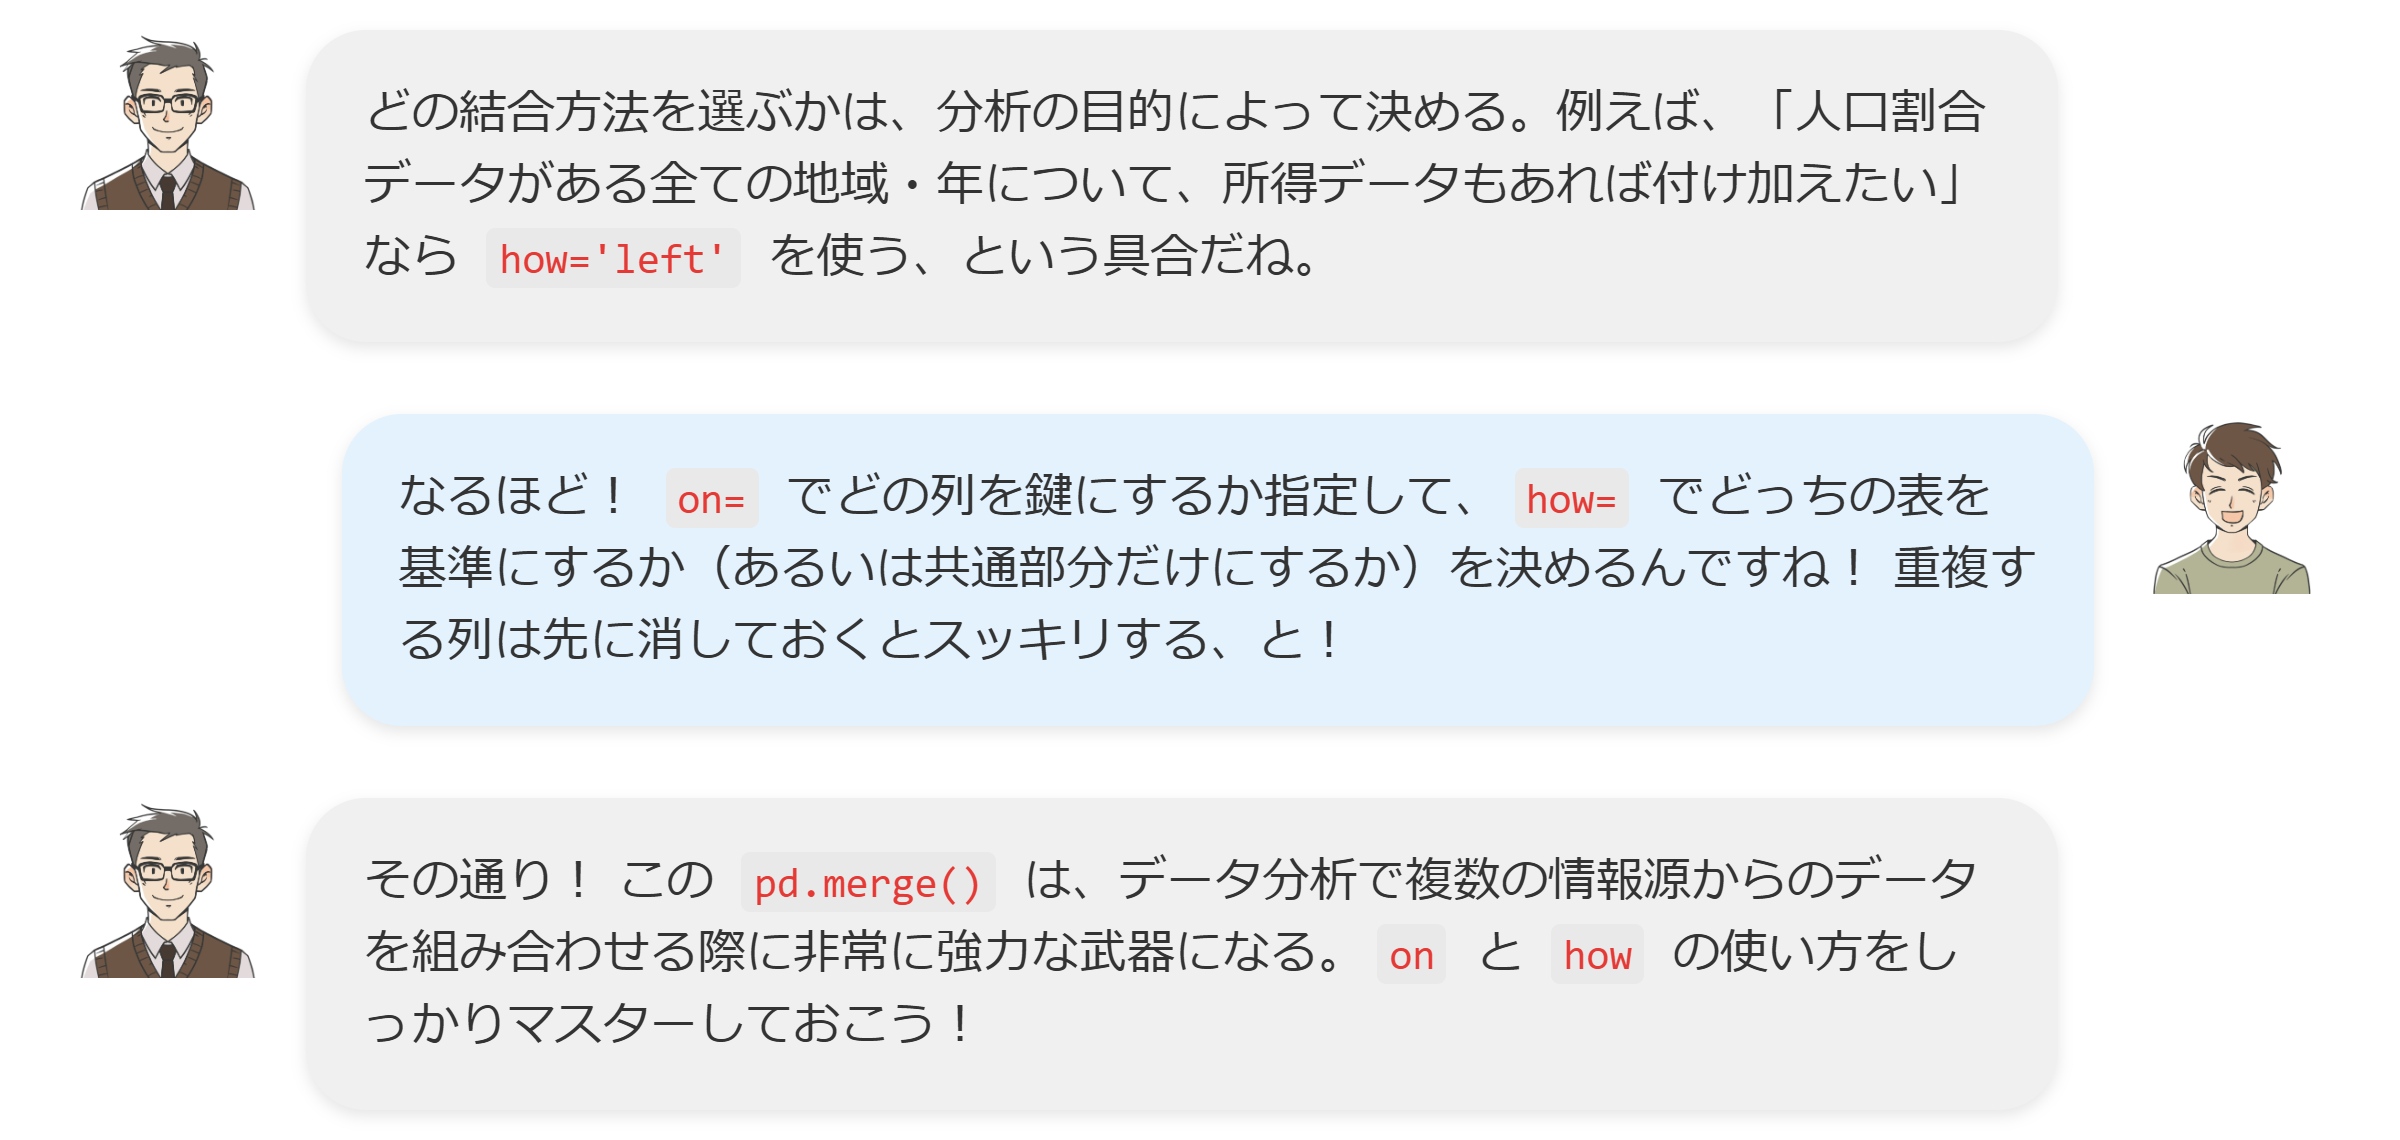 どの結合方法を選ぶかは、分析の目的によって決める。例えば、「人口割合
データがある全ての地域・年について、所得データもあれば付け加えたい」
なら how='left' を使う、という具合だね。
なるほど！ on= でどの列を鍵にするか指定して、 how= でどっちの表を
基準にするか（あるいは共通部分だけにするか）を決めるんですね！ 重複す
る列は先に消しておくとスッキリする、と！
その通り！ この pd.merge() は、データ分析で複数の情報源からのデータ
を組み合わせる際に非常に強力な武器になる。 on と how の使い方をし
っかりマスターしておこう！